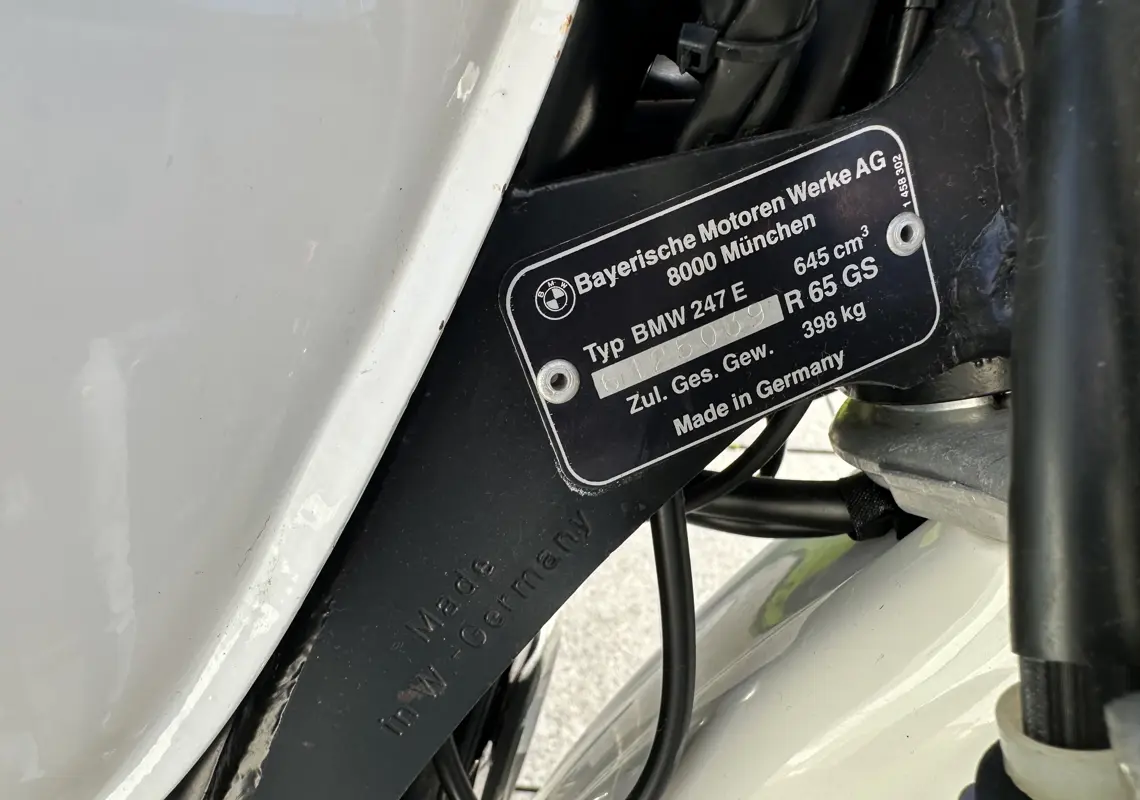 Bayerische Motoren Werke AG
8000 München
1 458 302
BMW
645 cm³
Typ BMW 247 E
R 65 GS
398 kg
Zul. Ges. Gew.
Made in Germany
Made
in W.-Germany